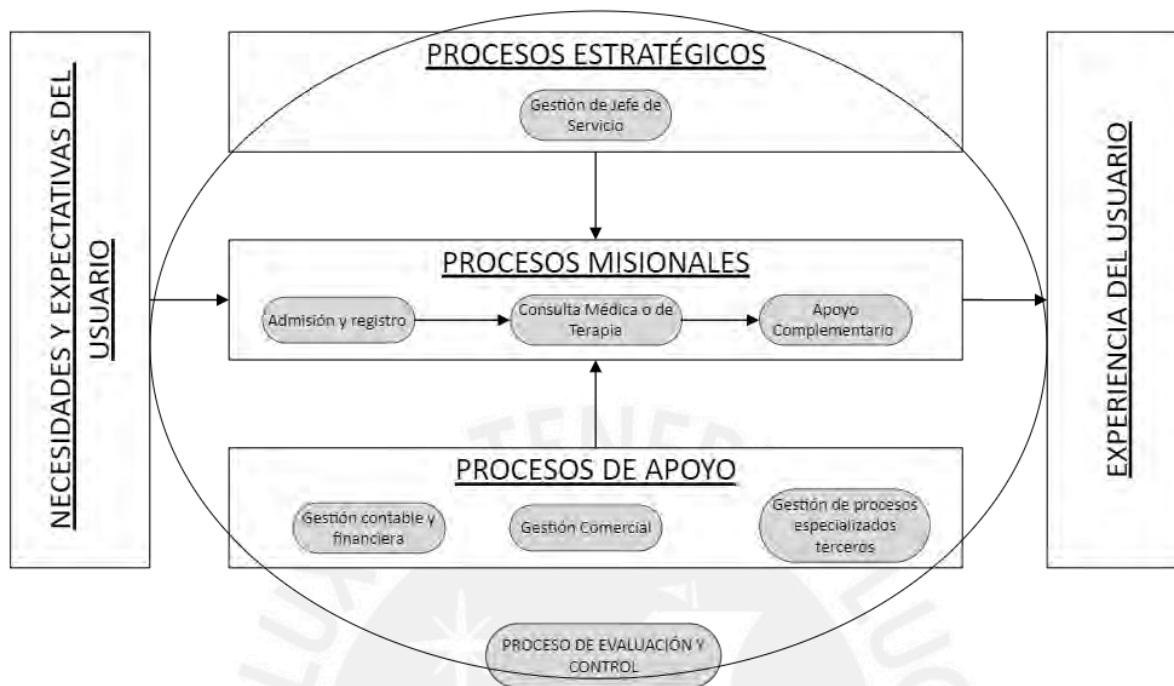 NECESIDADES Y EXPECTATIVAS DEL
USUARIO
PROCESOS ESTRATÉGICOS
Gestión de Jefe de
Servicio
PROCESOS MISIONALES
Admisión y registro
Consulta Médica o de
Terapia
Apoyo
Complementario
PROCESOS DE APOYO
Gestión contable y
financiera
Gestión Comercial
Gestión de procesos
especializados
terceros
PROCESO DE EVALUACIÓN Y
CONTROL
EXPERIENCIA DEL USUARIO